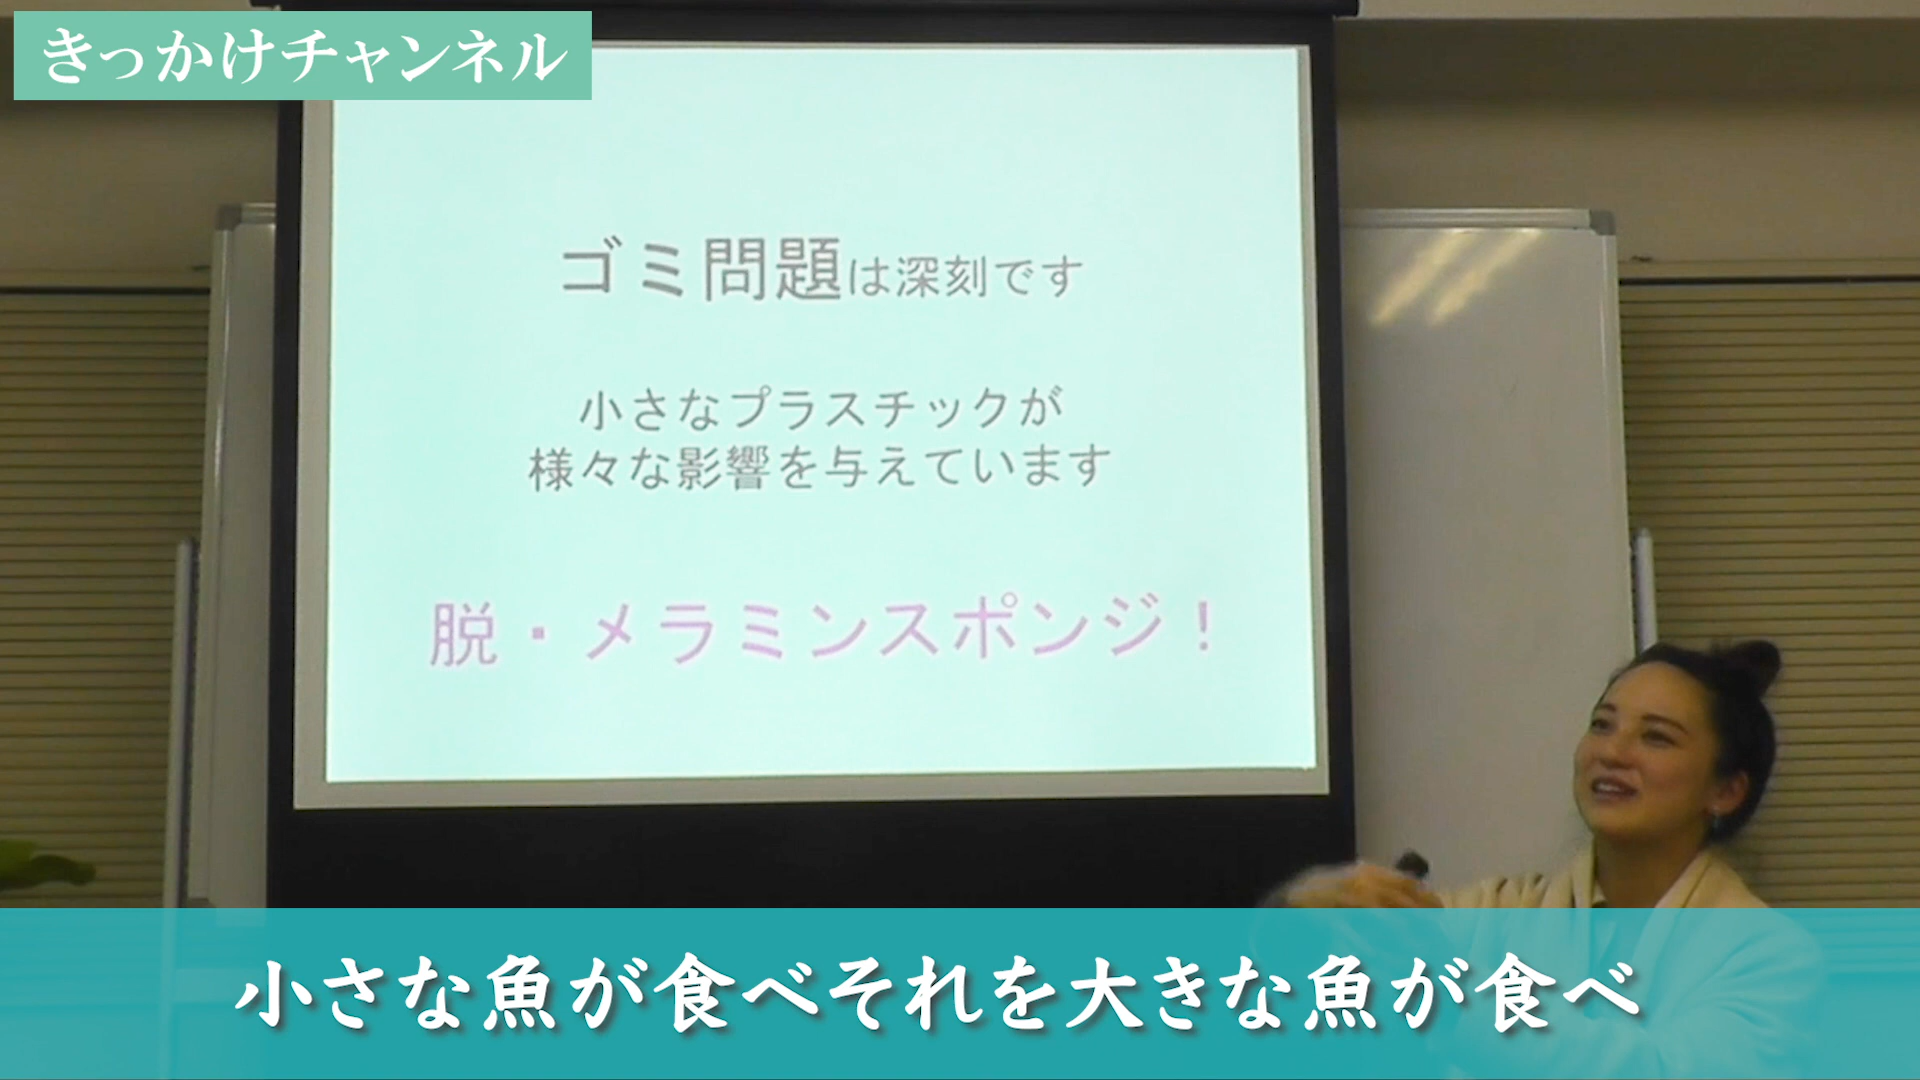 きっかけチャンネル
ゴミ問題は深刻です
小さなプラスチックが
様々な影響を与えています
脱・メラミンスポンジ！
小さな魚が食べそれを大きな魚が食べ